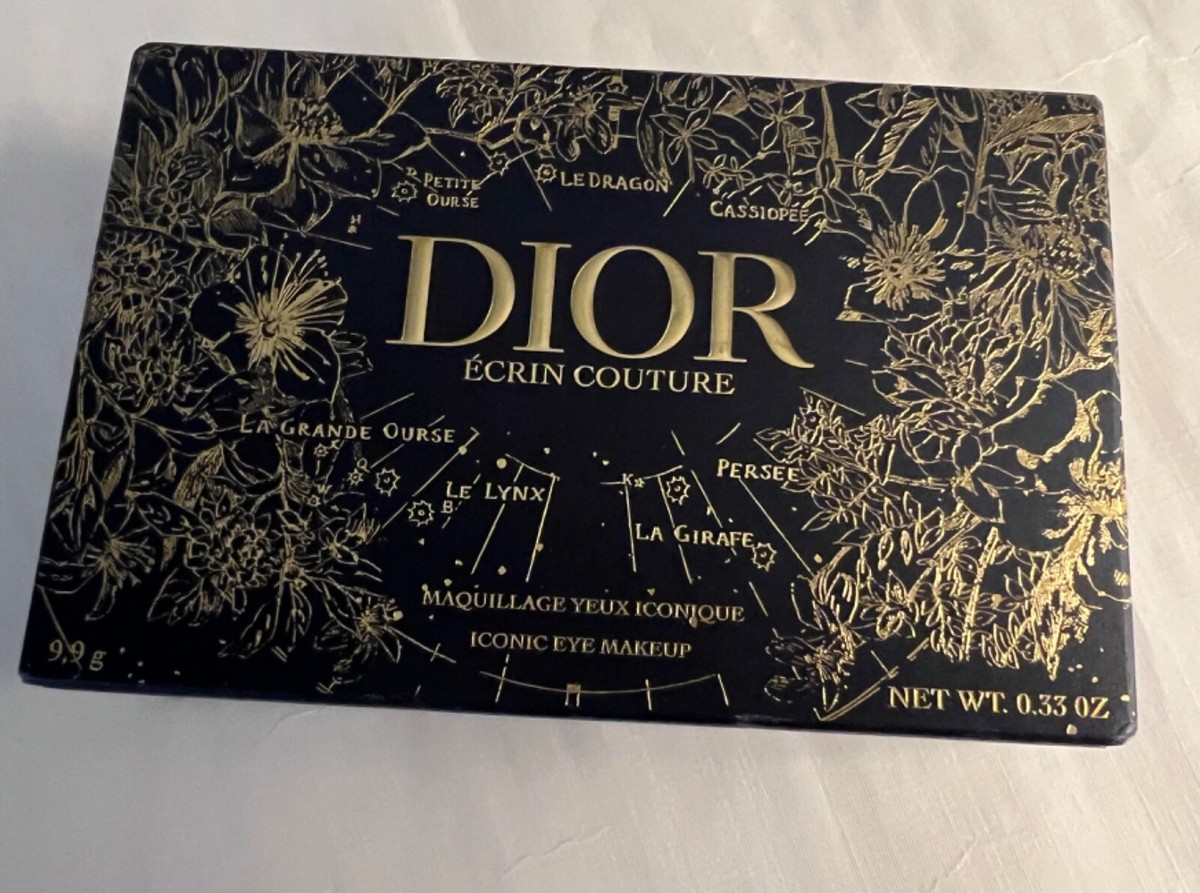 PETITE
OURSE
LE DRAGON
CASSIOPÉE
DIOR
ÉCRIN COUTURE
LA GRANDE OURSE
LE LYNX
B
K
PERSEE
LA GIRAFE
MAQUILLAGE YEUX ICONIQUE
ICONIC EYE MAKEUP
9,9 g
NET WT. 0.33 OZ